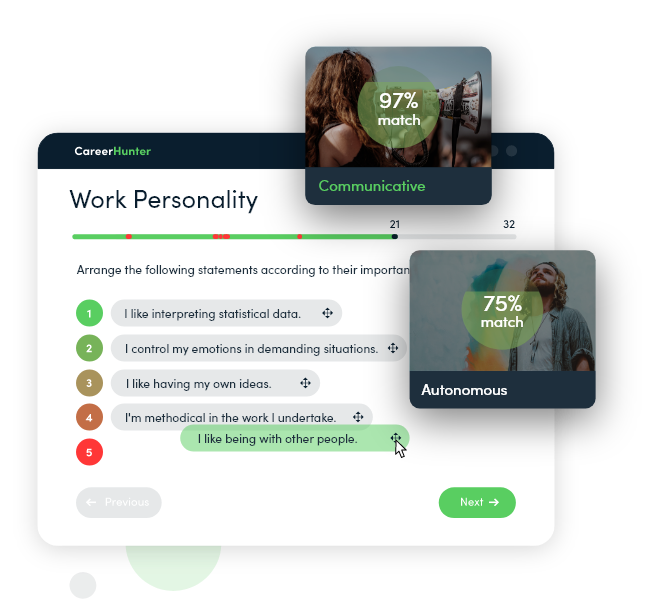 97%
match
Communicative
CareerHunter
Work Personality
21
32
Arrange the following statements according to their
75%
match
Autonomous
1
I like interpreting statistical data.
2
I control my emotions in demanding situations.
3
I like having my own ideas.
4
I'm methodical in the work I undertake.
I like being with other people.
5
← Previous
Next →